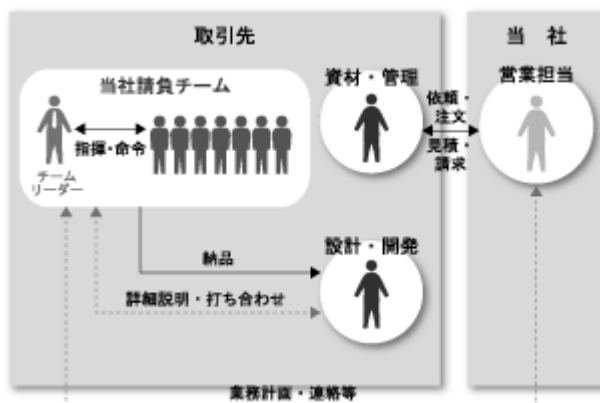 取引先
当　社
当社請負チーム
資材・管理
営業担当
依頼・
注文
指揮・命令
見積・
請求
チーム
リーダー
設計・開発
納品
詳細説明・打ち合わせ
業務計画・連絡等